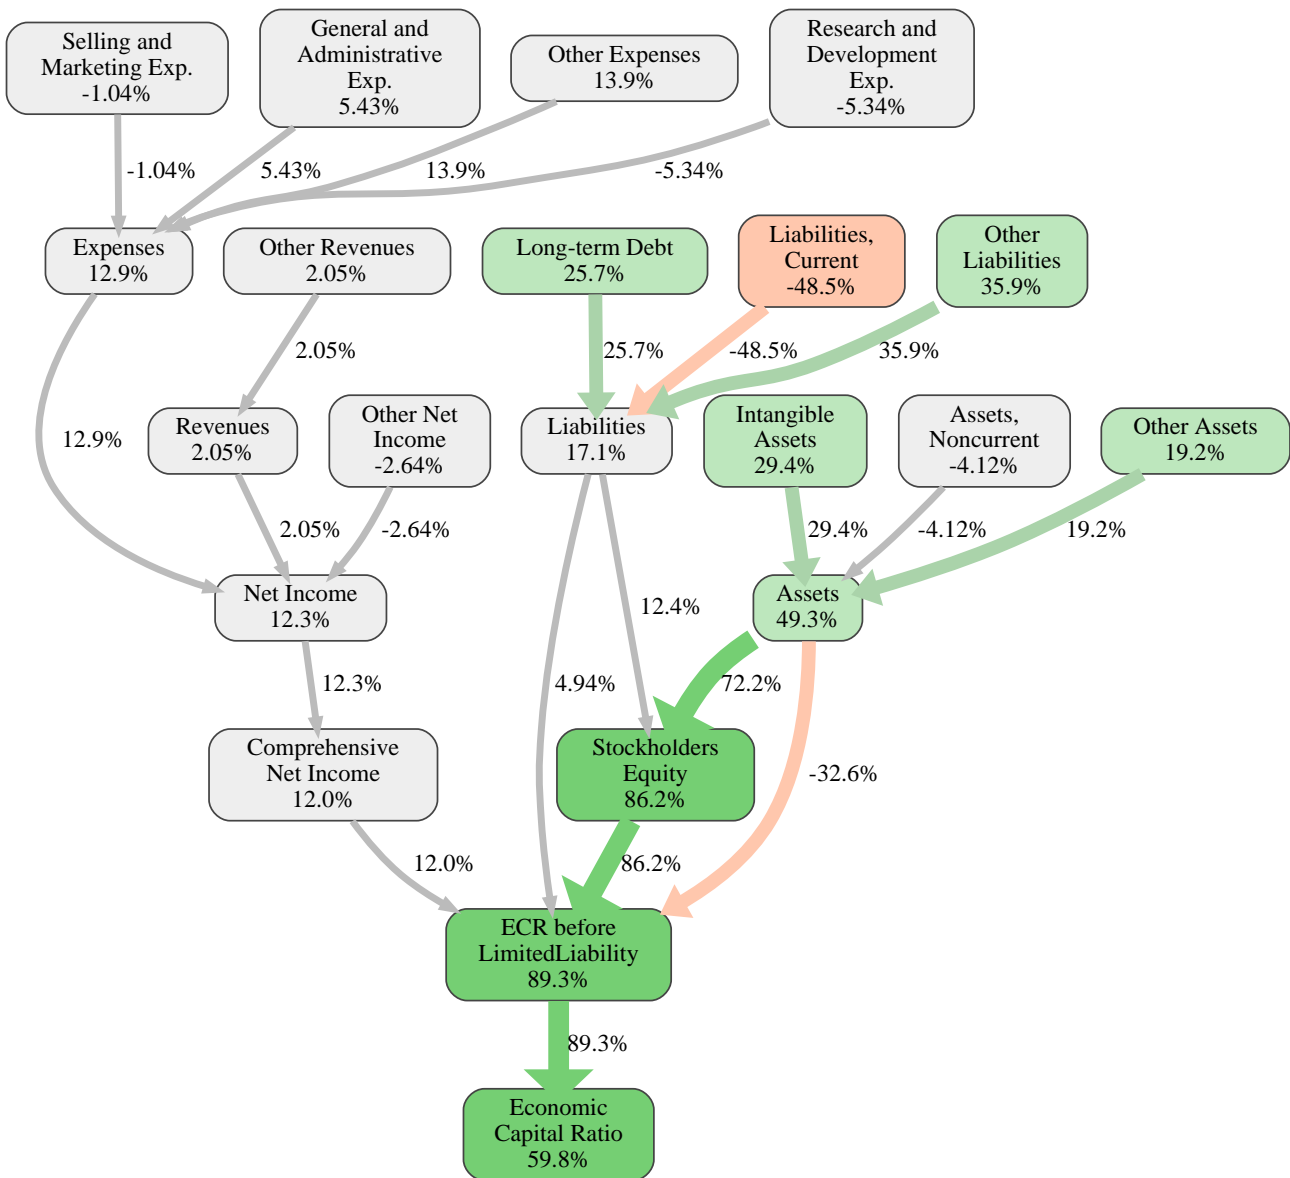 Selling and
Marketing Exp.
-1.04%
General and
Administrative
Exp.
5.43%
Other Expenses
13.9%
Research and
Development
Exp.
-5.34%
-1.04%
5.43%
13.9%
-5.34%
Expenses
12.9%
Other Revenues
2.05%
Long-term Debt
25.7%
Liabilities,
Current
-48.5%
Other
Liabilities
35.9%
2.05%
25.7%
-48.5%
35.9%
12.9%
Revenues
2.05%
Other Net
Income
-2.64%
Liabilities
17.1%
Intangible
Assets
29.4%
Assets,
Noncurrent
-4.12%
Other Assets
19.2%
2.05%
-2.64%
29.4%
-4.12%
19.2%
Net Income
12.3%
12.4%
Assets
49.3%
12.3%
4.94%
72.2%
Comprehensive
Net Income
12.0%
Stockholders
Equity
86.2%
-32.6%
12.0%
86.2%
ECR before
LimitedLiability
89.3%
89.3%
Economic
Capital Ratio
59.8%